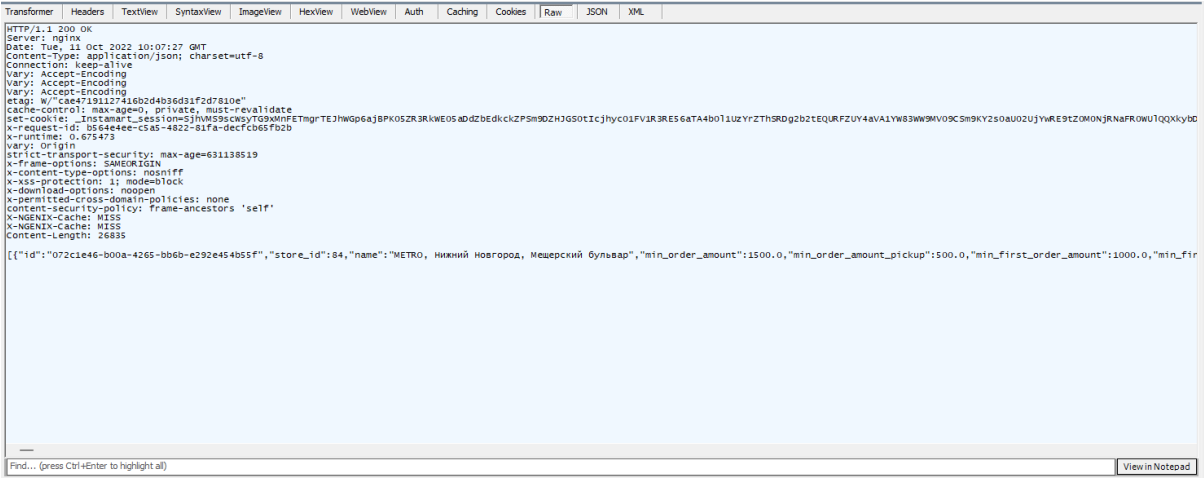 Transformer Headers TextView SyntaxView ImageView HexView WebView Auth Caching Cookies Raw JSON XML
HTTP/1.1 200 OK
Server: nginx
Date: Tue, 11 Oct 2022 10:07:27 GMT
Content-Type: application/json; charset=utf-8
Connection: keep-alive
Vary: Accept-Encoding
Vary: Accept-Encoding
Vary: Accept-Encoding
etag: W/"cae47191127416b2d4b36d31f2d7810e"
cache-control: max-age=0, private, must-revalidate
set-cookie:
x-request-id: b564e4ee-c5a5-4822-81fa-decfcb65fb2b
x-runtime: 0.675473
vary: Origin
strict-transport-security: max-age=631138519
x-frame-options: SAMEORIGIN
x-content-type-options: nosniff
x-xss-protection: 1; mode=block
x-download-options: noopen
x-permitted-cross-domain-policies: none
content-security-policy: frame-ancestors 'self'
X-NGENIX-Cache: MISS
X-NGENIX-Cache: MISS
Content-Length: 26835
[{"id":"072c1e46-b00a-4265-bb6b-e292e454b55f","store_id":84,"name":"METRO, Нижний Новгород, Мещерский бульвар","min_order_amount":1500.0,"min_order_amount_pickup":500.0,"min_first_order_amount":1000.0,"min_fir
Find... (press Ctrl+Enter to highlight all)
View in Notepad